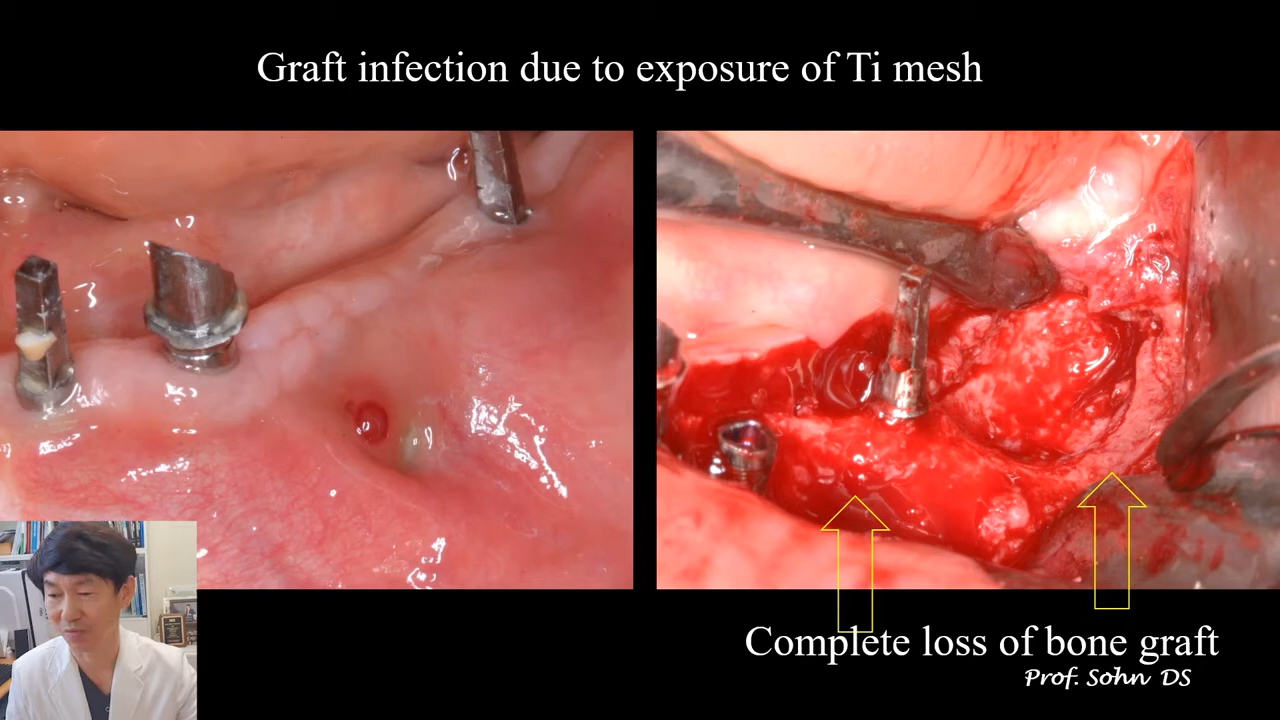 Graft infection due to exposure of Ti mesh
Complete loss of bone graft
Prof. Sohn DS